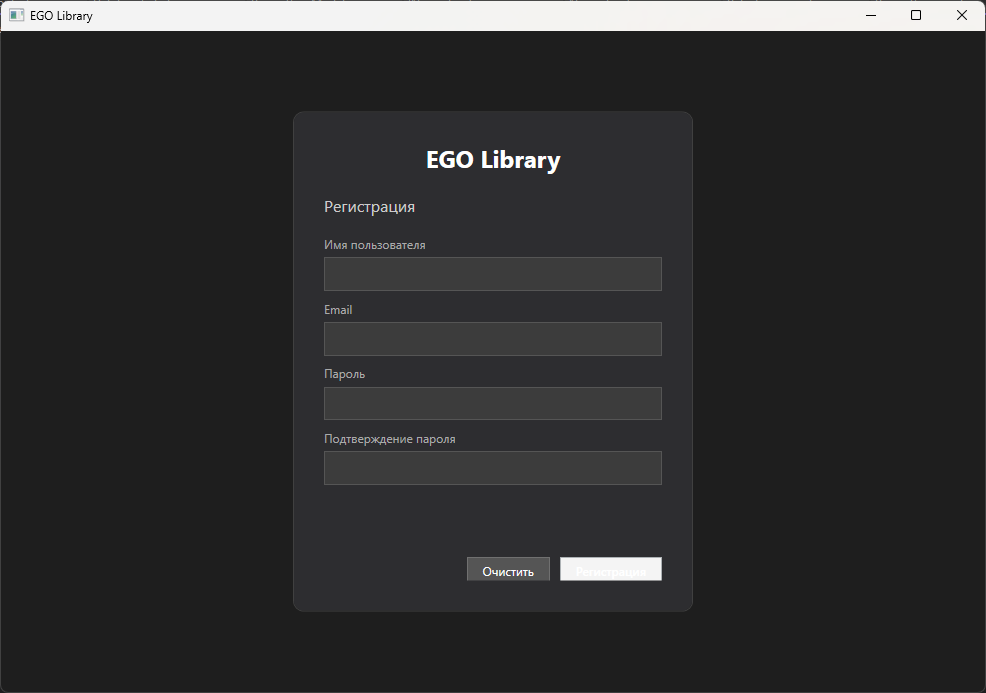 EGO Library
EGO Library
Регистрация
Имя пользователя
Email
Пароль
Подтверждение пароля
Очистить
Регистрация